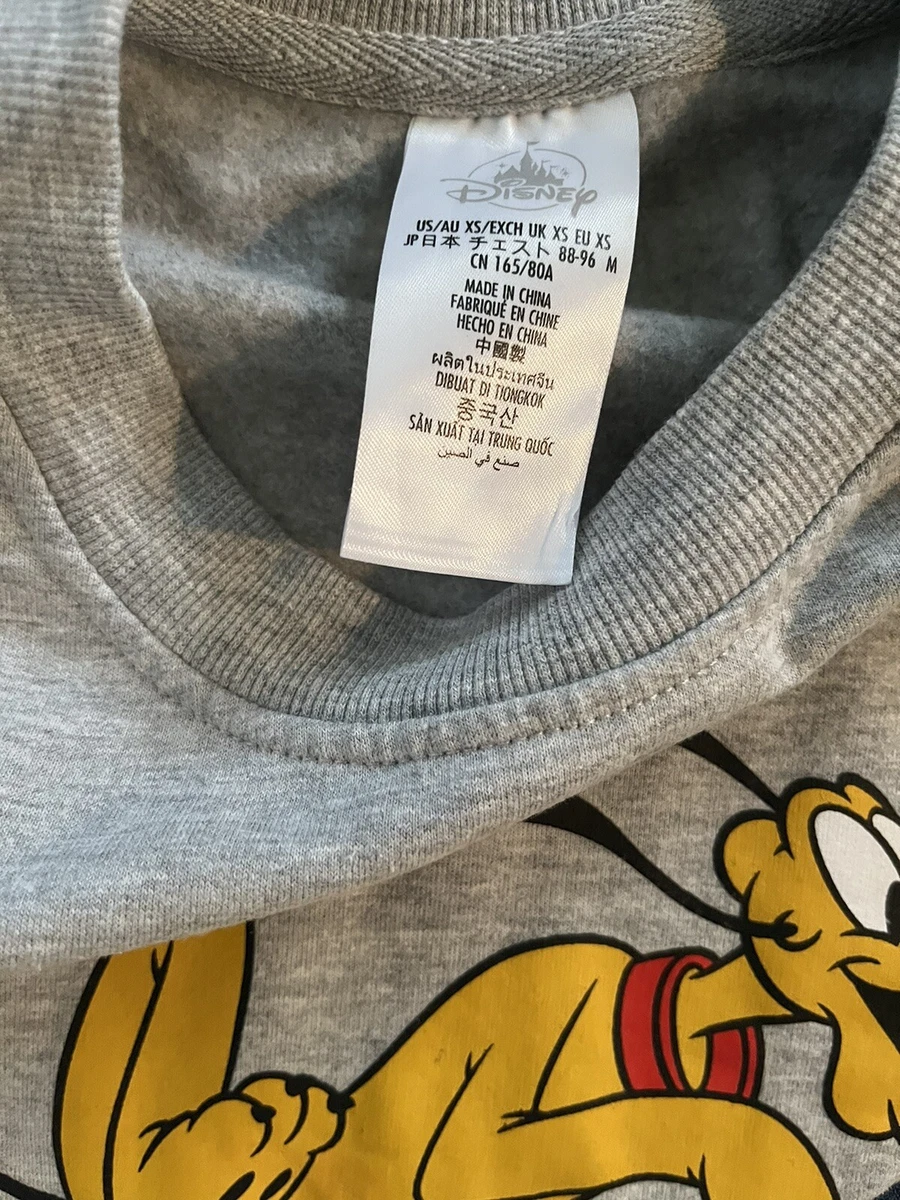 Disney
US/AU XS/EXCH UK XS EU XS
JP日本 チェスト 88-96 M
CN 165/80A
MADE IN CHINA
FABRIQUÉ EN CHINE
HECHO EN CHINA
中國製
ผลิตในประเทศจีน
DIBUAT DI TIONGKOK
중국산
SẢN XUẤT TẠI TRUNG QUỐC
صنع في الصين